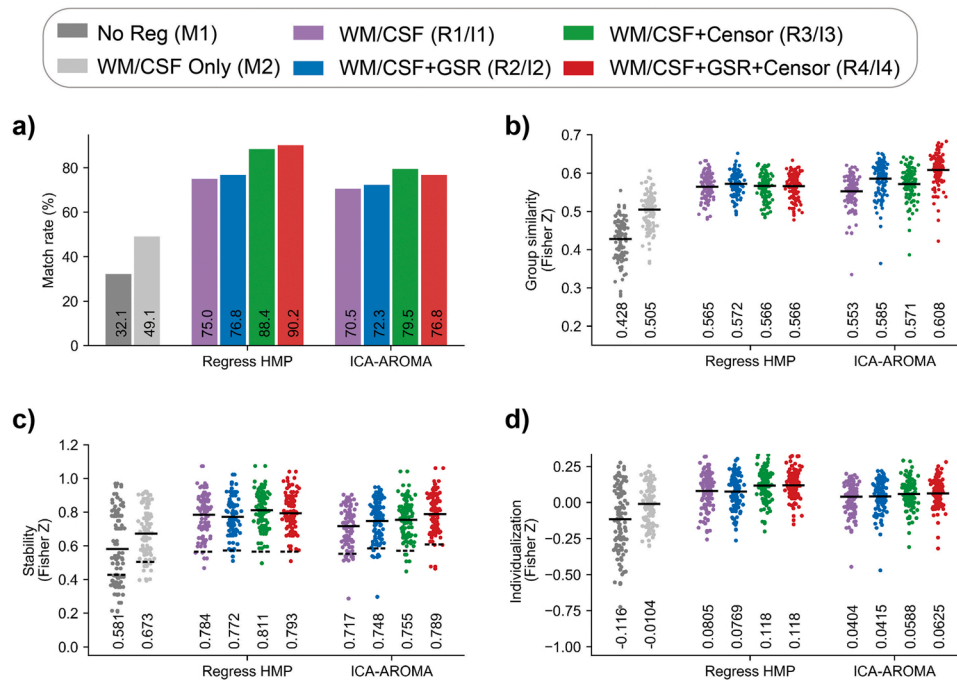 No Reg (M1)
WM/CSF (R1/I1)
WM/CSF+Censor (R3/I3)
WM/CSF Only (M2)
WM/CSF+GSR (R2/I2)
WM/CSF+GSR+Censor (R4/I4)
a)
Match rate (%)
80
60
40
20
0
32.1
49.1
75.0
76.8
88.4
90.2
70.5
72.3
79.5
76.8
Regress HMP
ICA-AROMA
b)
Group similarity
(Fisher Z)
0.7
0.6
0.5
0.4
0.3
0.2
0.428
0.505
0.565
0.572
0.566
0.566
0.553
0.585
0.571
0.608
Regress HMP
ICA-AROMA
c)
Stability
(Fisher Z)
1.2
1.0
0.8
0.6
0.4
0.2
0.0
0.581
0.673
0.784
0.772
0.811
0.793
0.717
0.748
0.755
0.789
Regress HMP
ICA-AROMA
d)
Individualization
(Fisher Z)
0.25
0.00
−0.25
−0.50
−0.75
−1.00
-0.116
-0.0104
0.0805
0.0769
0.118
0.118
0.0404
0.0415
0.0588
0.0625
Regress HMP
ICA-AROMA